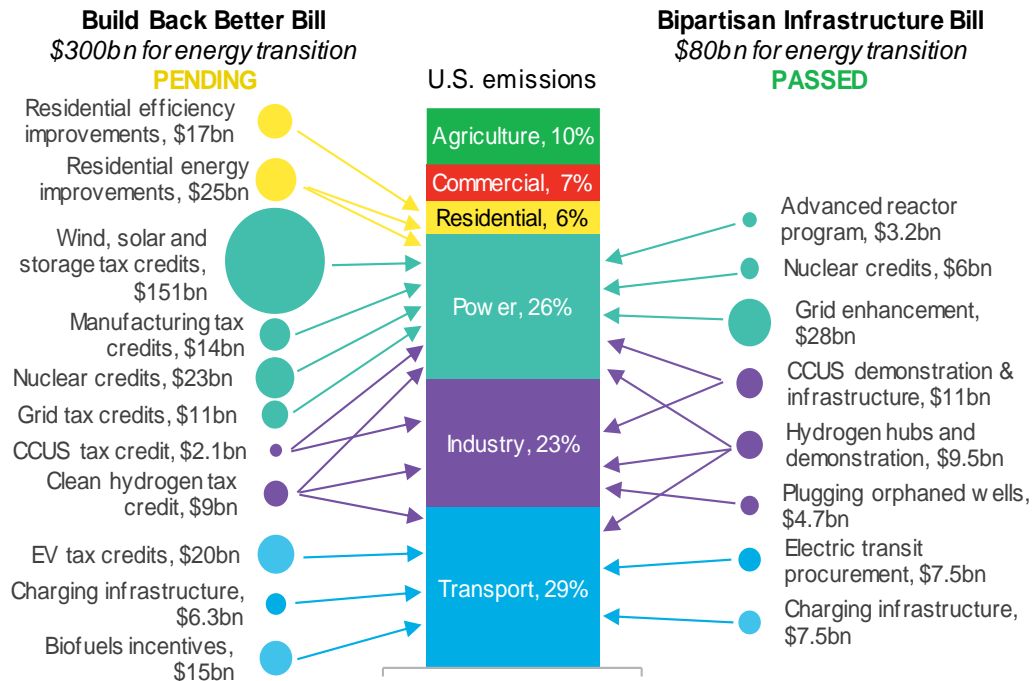 Build Back Better Bill
$300bn for energy transition
PENDING
Residential efficiency
improvements, $17bn
Residential energy
improvements, $25bn
Wind, solar and
storage tax credits,
$151bn
Manufacturing tax
credits, $14bn
Nuclear credits, $23bn
Grid tax credits, $11bn
CCUS tax credit, $2.1bn
Clean hydrogen tax
credit, $9bn
EV tax credits, $20bn
Charging infrastructure,
$6.3bn
Biofuels incentives,
$15bn
U.S. emissions
Agriculture, 10%
Commercial, 7%
Residential, 6%
Power, 26%
Industry, 23%
Transport, 29%
Bipartisan Infrastructure Bill
$80bn for energy transition
PASSED
Advanced reactor
program, $3.2bn
Nuclear credits, $6bn
Grid enhancement,
$28bn
CCUS demonstration &
infrastructure, $11bn
Hydrogen hubs and
demonstration, $9.5bn
Plugging orphaned wells,
$4.7bn
Electric transit
procurement, $7.5bn
Charging infrastructure,
$7.5bn